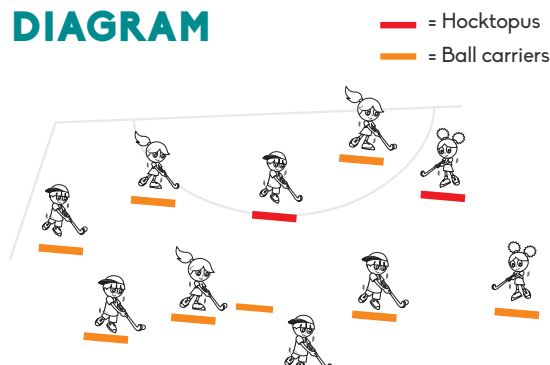 DIAGRAM
= Hocktopus
= Ball carriers